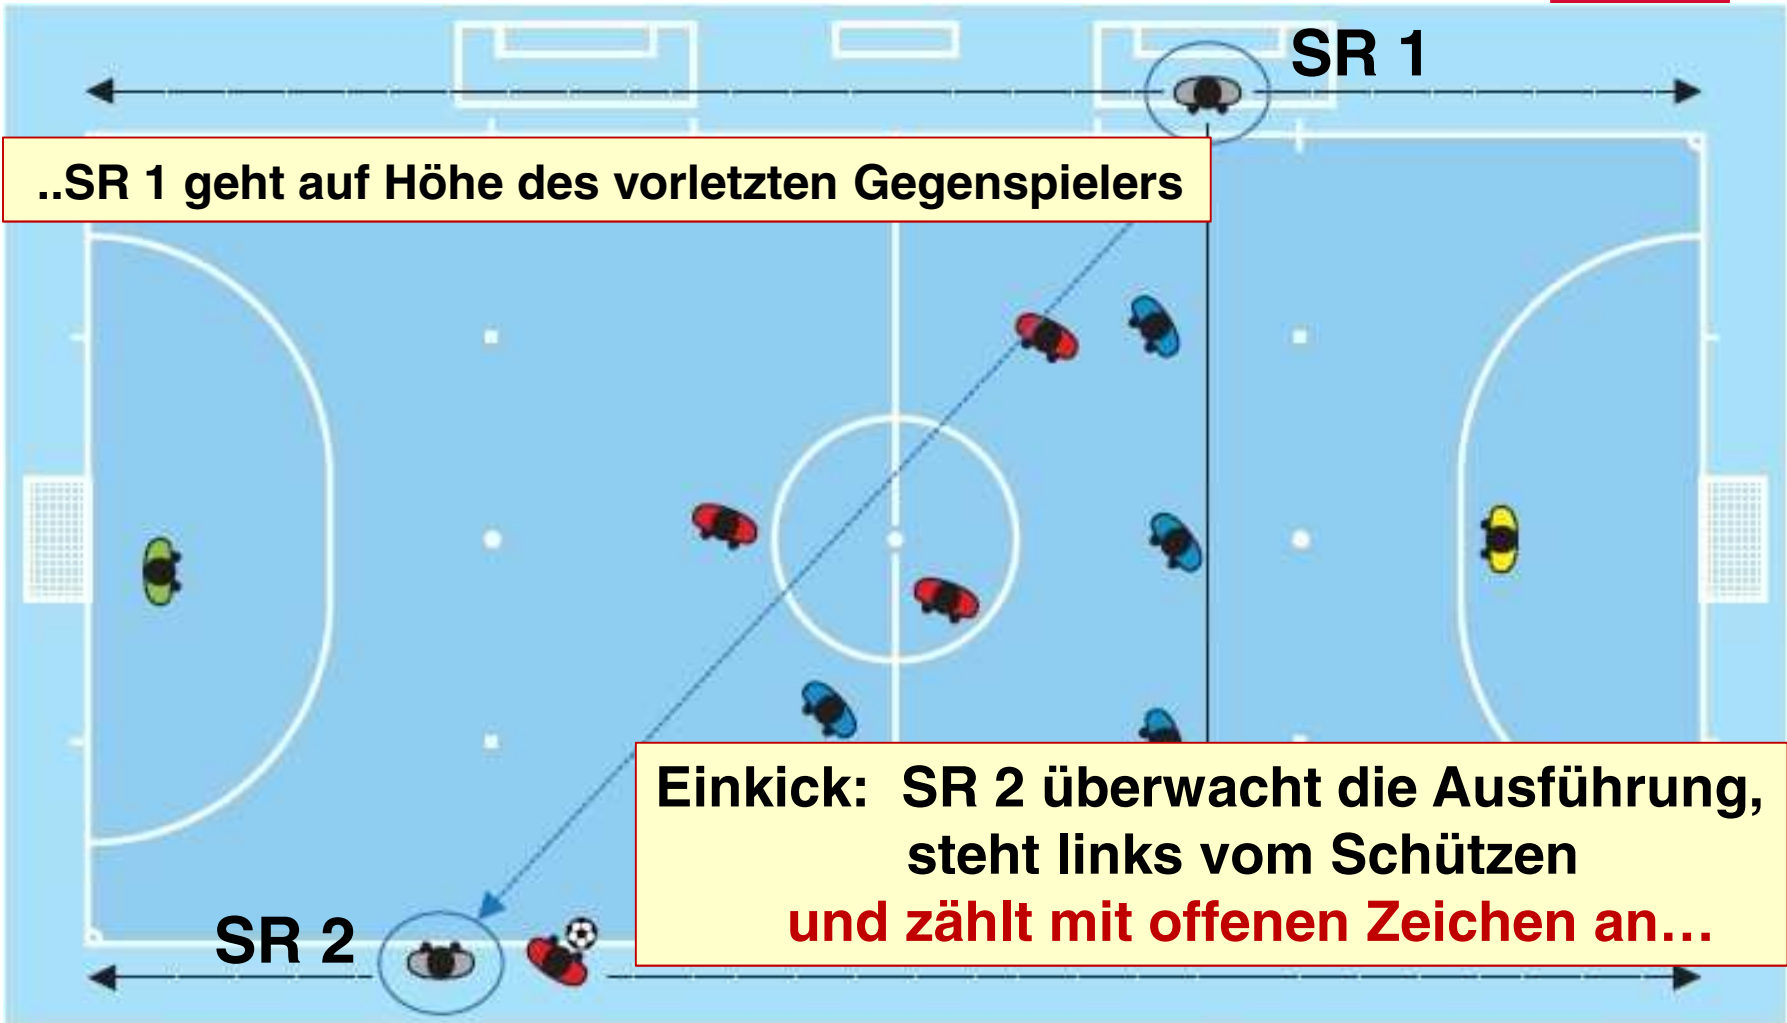 SR 1
..SR 1 geht auf Höhe des vorletzten Gegenspielers
Einkick: SR 2 überwacht die Ausführung,
steht links vom Schützen
und zählt mit offenen Zeichen an…
SR 2